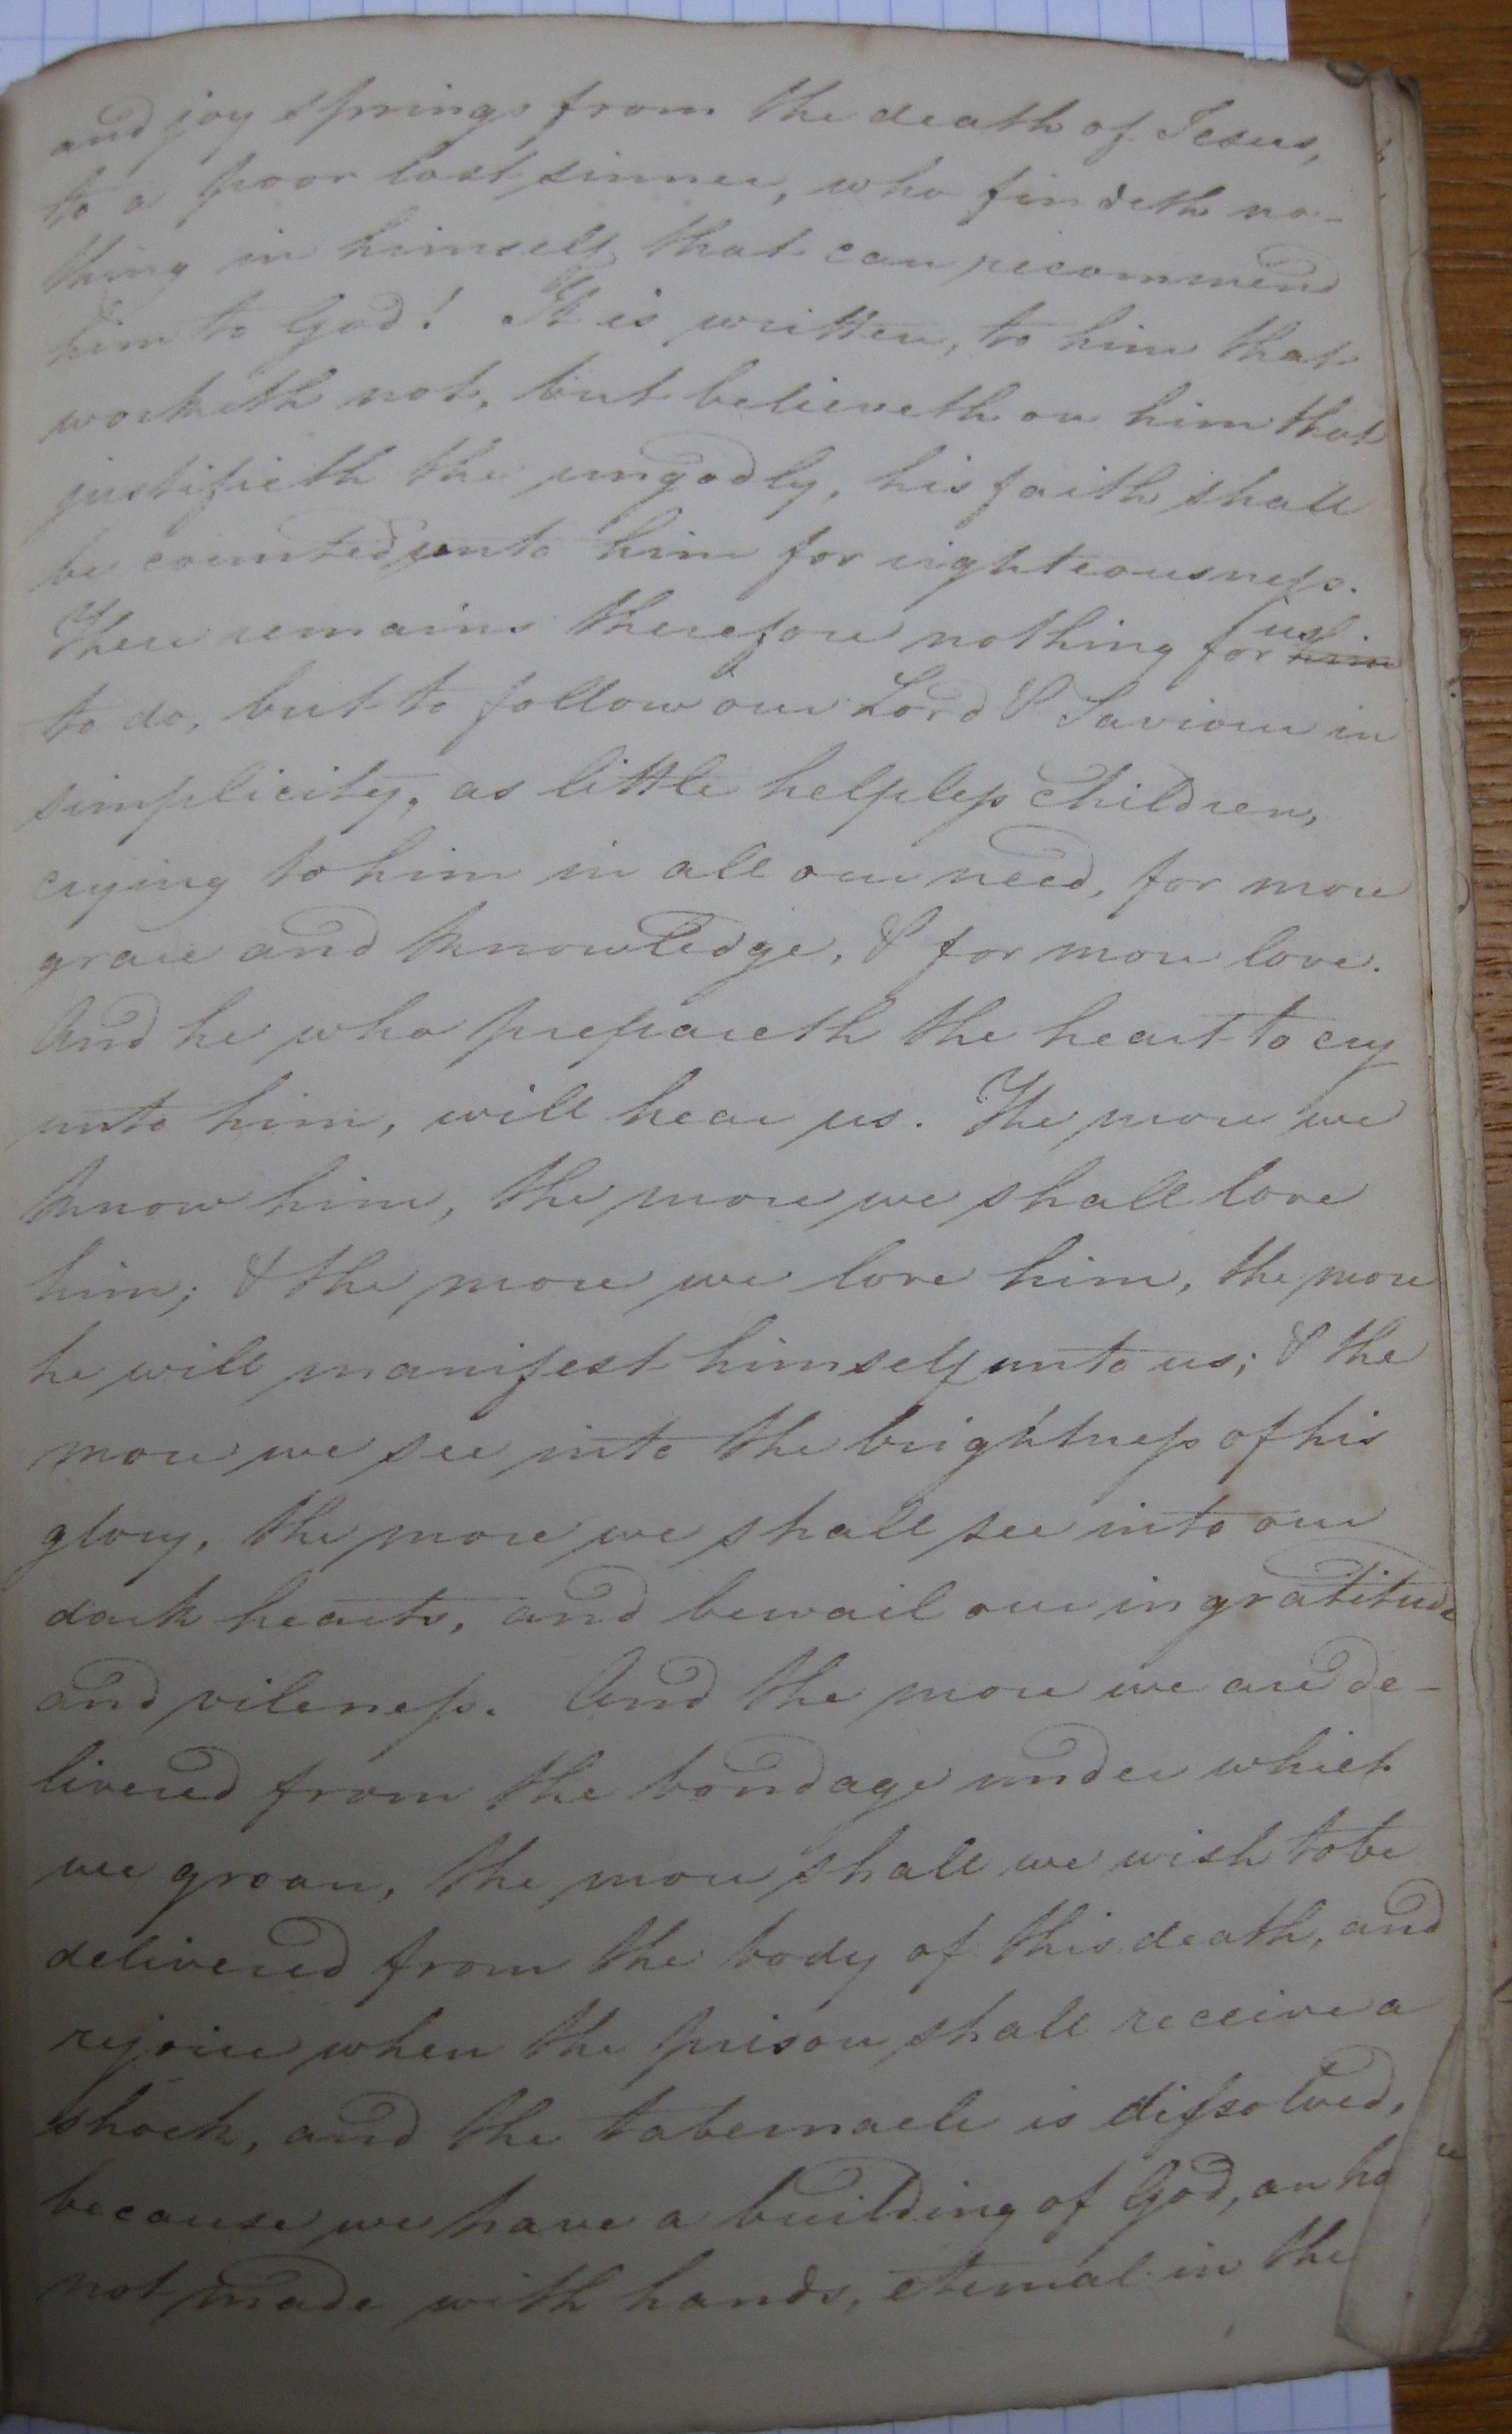 and joy springs from the death of Jesus,
to a poor lost sinner, who findeth no-
thing in himself that can recommend
him to God! It is written, to him that
worketh not, but believeth on him that
justifieth the ungodly, his faith shall
be counted unto him for righteousness.
There remains therefore nothing for us him
to do, but to follow our Lord & Saviour in
simplicity, as little helpless children,
crying to him in all our need, for more
grace and knowledge, & for more love.
And he who prepareth the heart to cry
unto him, will hear us. The more we
know him, the more we shall love
him; & the more we love him, the more
he will manifest himself unto us; & the
more we see into the brightness of his
glory, the more we shall see into our
dark hearts, and bewail our ingratitude
and vileness. And the more we are de-
livered from the bondage under which
we groan, the more shall we wish to be
delivered from the body of this death, and
rejoice when the prison shall receive a
shock, and the tabernacle is dissolved,
because we have a building of God, an ho
not made with hands, eternal in the